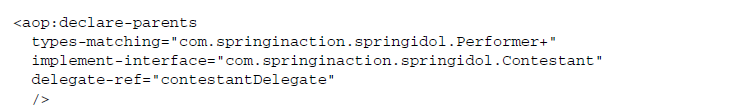 <aop:declare-parents
types-matching="com.springinaction.springidol.Performer+"
implement-interface="com.springinaction.springidol.Contestant"
delegate-ref="contestantDelegate"
/>